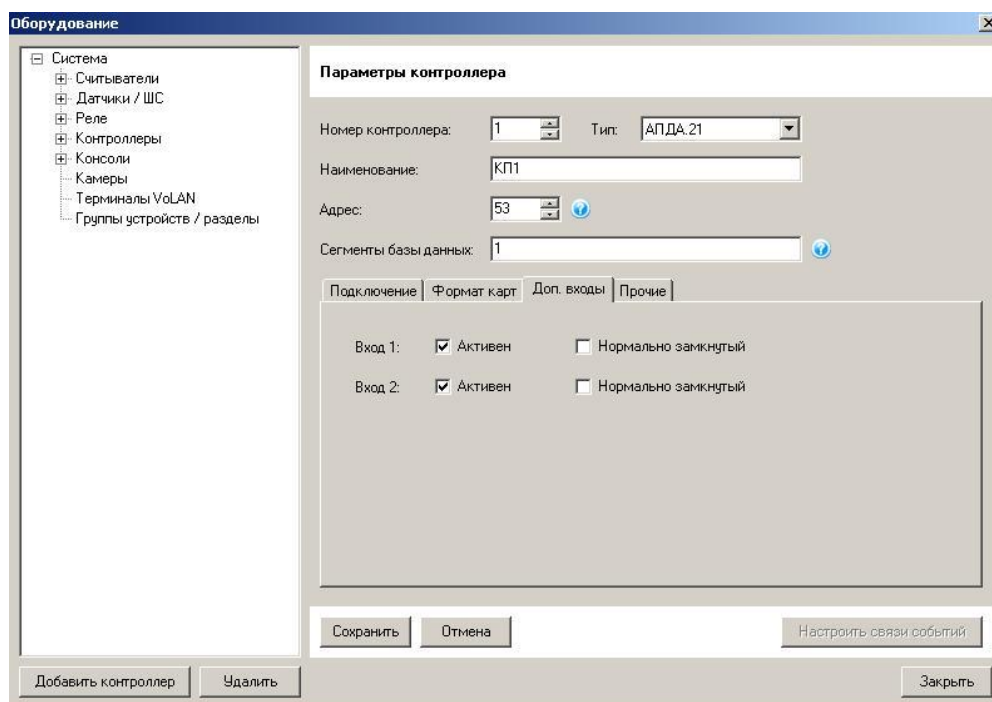 Оборудование
Система
Считыватели
Датчики / ШС
Реле
Контроллеры
Консоли
Камеры
Терминалы VoLAN
Группы устройств / разделы
Параметры контроллера
Номер контроллера: 1 Тип: АПДА.21
Наименование: КП1
Адрес: 53
Сегменты базы данных: 1
Подключение Формат карт Доп. входы Прочие
Вход 1: Активен Нормально замкнутый
Вход 2: Активен Нормально замкнутый
Сохранить Отмена Настроить связи событий
Добавить контроллер Удалить Закрыть